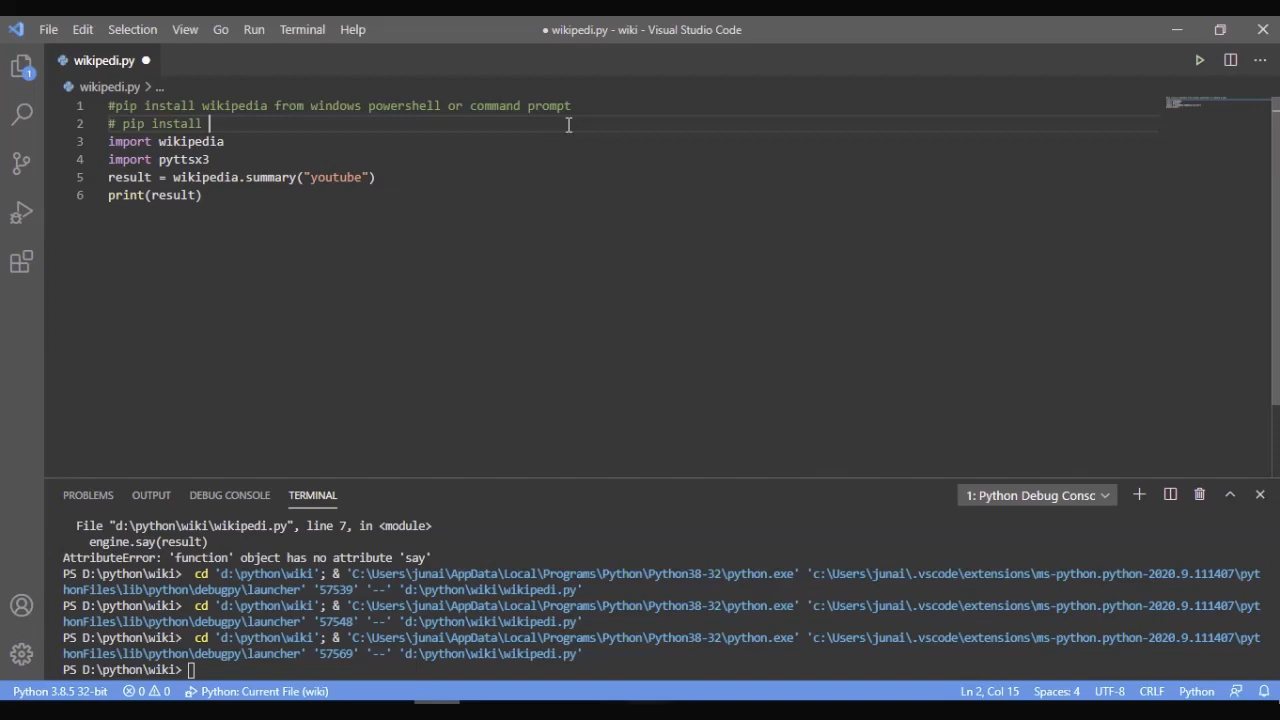 File Edit Selection View Go Run Terminal Help ● wikipedi.py - wiki - Visual Studio Code
wikipedi.py ●
1
wikipedi.py > ...
1 #pip install wikipedia from windows powershell or command prompt
2 # pip install
3 import wikipedia
4 import pyttsx3
5 result = wikipedia.summary("youtube")
6 print(result)
PROBLEMS OUTPUT DEBUG CONSOLE TERMINAL 1: Python Debug Consc
File "d:\python\wiki\wikipedi.py", line 7, in <module>
engine.say(result)
AttributeError: 'function' object has no attribute 'say'
PS D:\python\wiki> cd 'd:\python\wiki'; & 'C:\Users\junai\AppData\Local\Programs\Python\Python38-32\python.exe' 'c:\Users\junai\.vscode\extensions\ms-python.python-2020.9.111407\pyt
honFiles\lib\python\debugpy\launcher' '57539' '--' 'd:\python\wiki\wikipedi.py'
PS D:\python\wiki> cd 'd:\python\wiki'; & 'C:\Users\junai\AppData\Local\Programs\Python\Python38-32\python.exe' 'c:\Users\junai\.vscode\extensions\ms-python.python-2020.9.111407\pyt
honFiles\lib\python\debugpy\launcher' '57548' '--' 'd:\python\wiki\wikipedi.py'
PS D:\python\wiki> cd 'd:\python\wiki'; & 'C:\Users\junai\AppData\Local\Programs\Python\Python38-32\python.exe' 'c:\Users\junai\.vscode\extensions\ms-python.python-2020.9.111407\pyt
honFiles\lib\python\debugpy\launcher' '57569' '--' 'd:\python\wiki\wikipedi.py'
PS D:\python\wiki>
Python 3.8.5 32-bit 0 0 Python: Current File (wiki) Ln 2, Col 15 Spaces: 4 UTF-8 CRLF Python